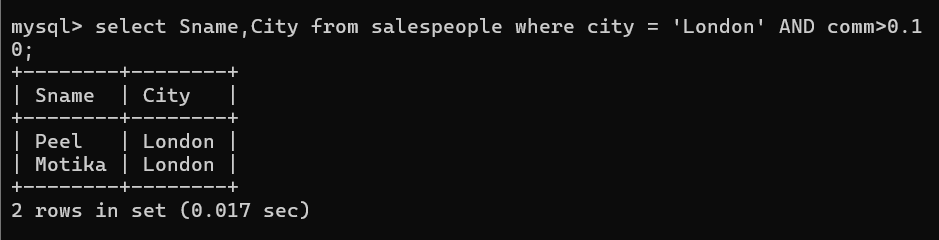 mysql> select Sname,City from salespeople where city = 'London' AND comm>0.1
0;
+--------+--------+
| Sname  | City   |
+--------+--------+
| Peel   | London |
| Motika | London |
+--------+--------+
2 rows in set (0.017 sec)